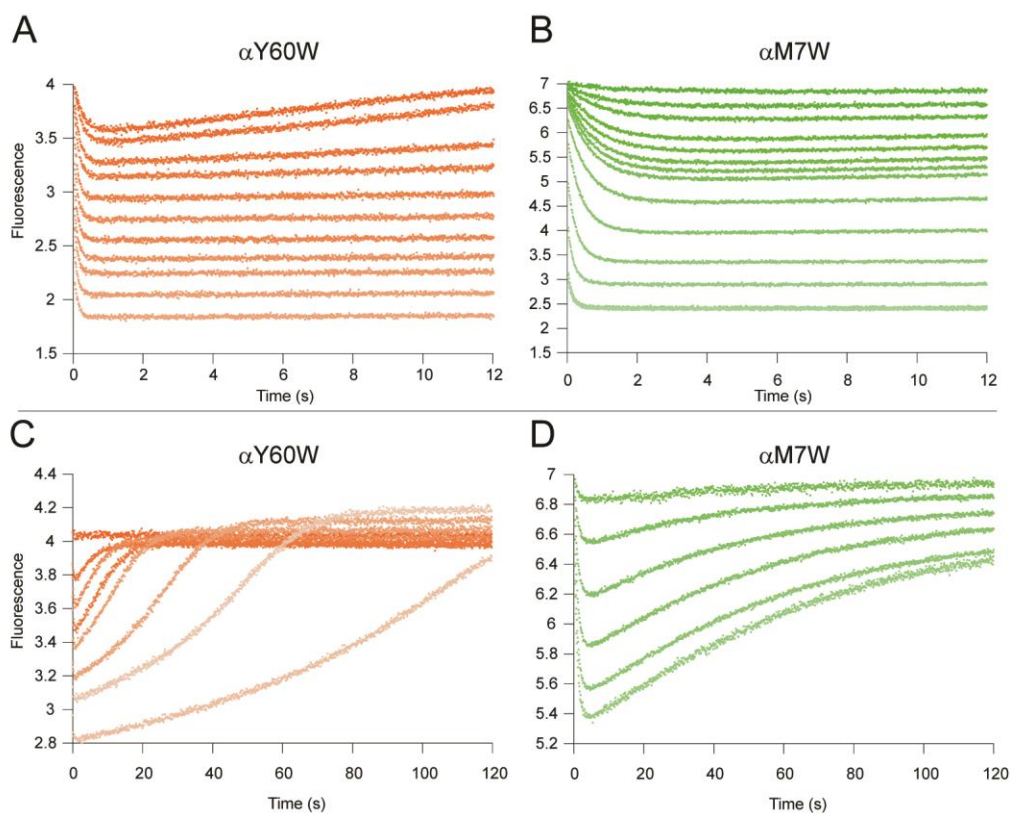 A
αY60W
4
3.5
3
2.5
2
1.5
Fluorescence
0 2 4 6 8 10 12
Time (s)
B
αM7W
7
6.5
6
5.5
5
4.5
4
3.5
3
2.5
2
1.5
0 2 4 6 8 10 12
Time (s)
C
αY60W
4.4
4.2
4
3.8
3.6
3.4
3.2
3
2.8
Fluorescence
0 20 40 60 80 100 120
Time (s)
D
αM7W
7
6.8
6.6
6.4
6.2
6
5.8
5.6
5.4
5.2
0 20 40 60 80 100 120
Time (s)